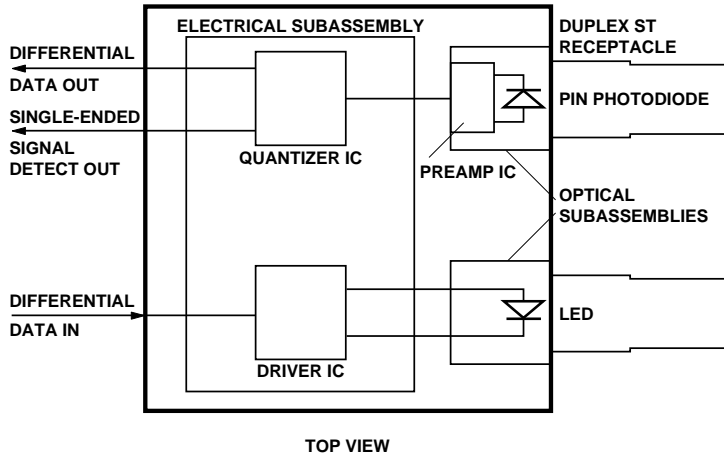 ELECTRICAL SUBASSEMBLY
DUPLEX ST
RECEPTACLE
DIFFERENTIAL
DATA OUT
PIN PHOTODIODE
SINGLE-ENDED
SIGNAL
DETECT OUT
QUANTIZER IC
PREAMP IC
OPTICAL
SUBASSEMBLIES
DIFFERENTIAL
DATA IN
LED
DRIVER IC
TOP VIEW